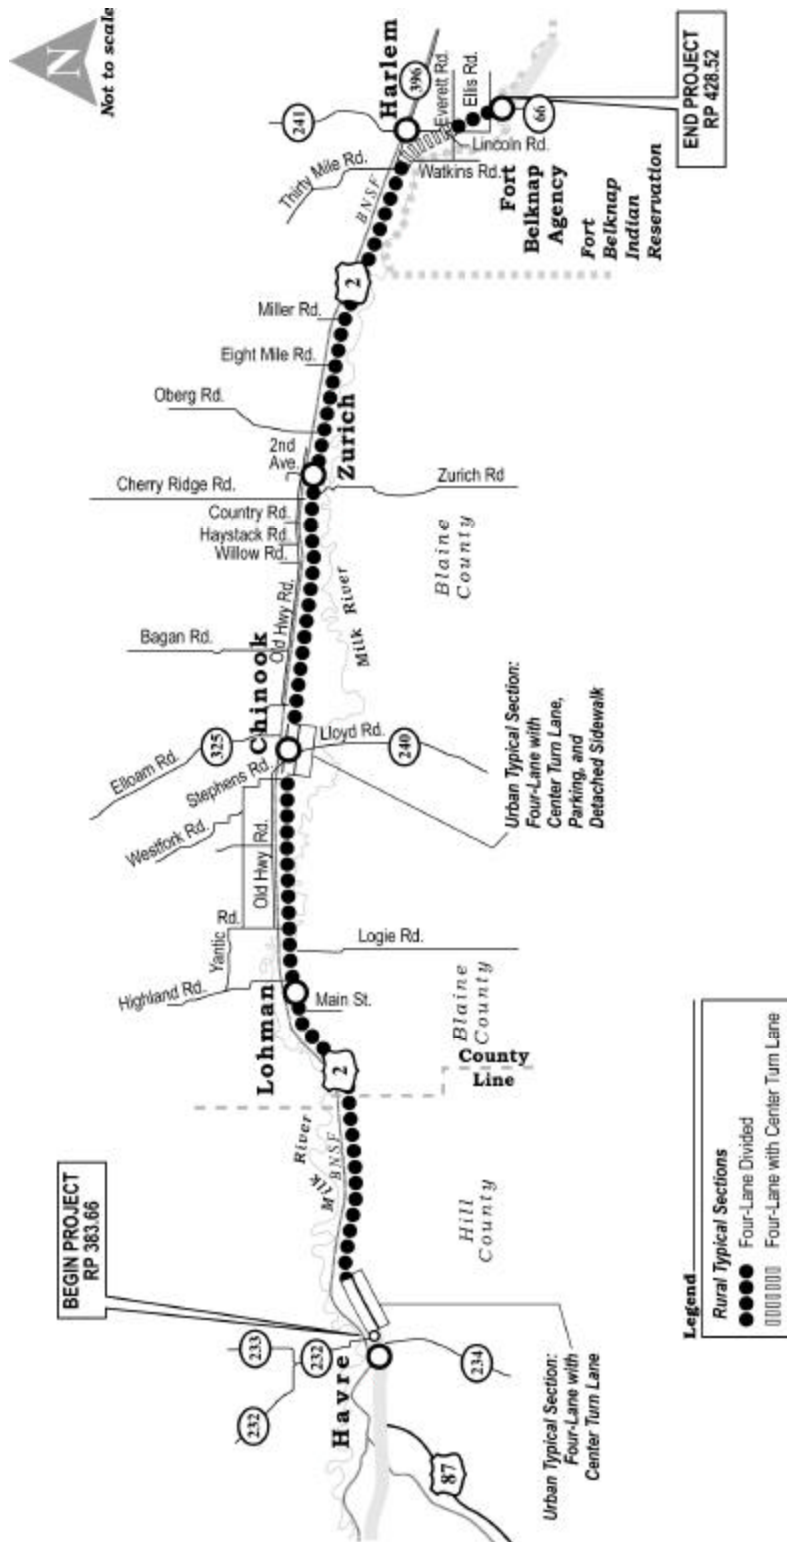 Not to scale
N
Harlem
396
241
Everett Rd.
Ellis Rd.
66
END PROJECT
RP 428.52
Lincoln Rd.
Watkins Rd.
Thirty Mile Rd.
BNSF
Fort
Belknap
Agency
Fort
Belknap
Indian
Reservation
2
Miller Rd.
Eight Mile Rd.
Oberg Rd.
2nd
Ave.
Zurich
Cherry Ridge Rd.
Zurich Rd
Country Rd.
Haystack Rd.
Willow Rd.
Blaine
County
Old Hwy Rd.
Milk River
Bagan Rd.
Chinook
325
Lloyd Rd.
240
Elloam Rd.
Stephens Rd.
Westfork Rd.
Old Hwy Rd.
Urban Typical Section:
Four-Lane with
Center Turn Lane,
Parking, and
Detached Sidewalk
Yantic Rd.
Logie Rd.
Highland Rd.
Lohman
Main St.
Blaine
County
County
Line
2
Milk River
BNSF
Hill
County
BEGIN PROJECT
RP 383.66
233
232
232
234
Havre
87
Urban Typical Section:
Four-Lane with
Center Turn Lane
Legend
Rural Typical Sections
Four-Lane Divided
Four-Lane with Center Turn Lane